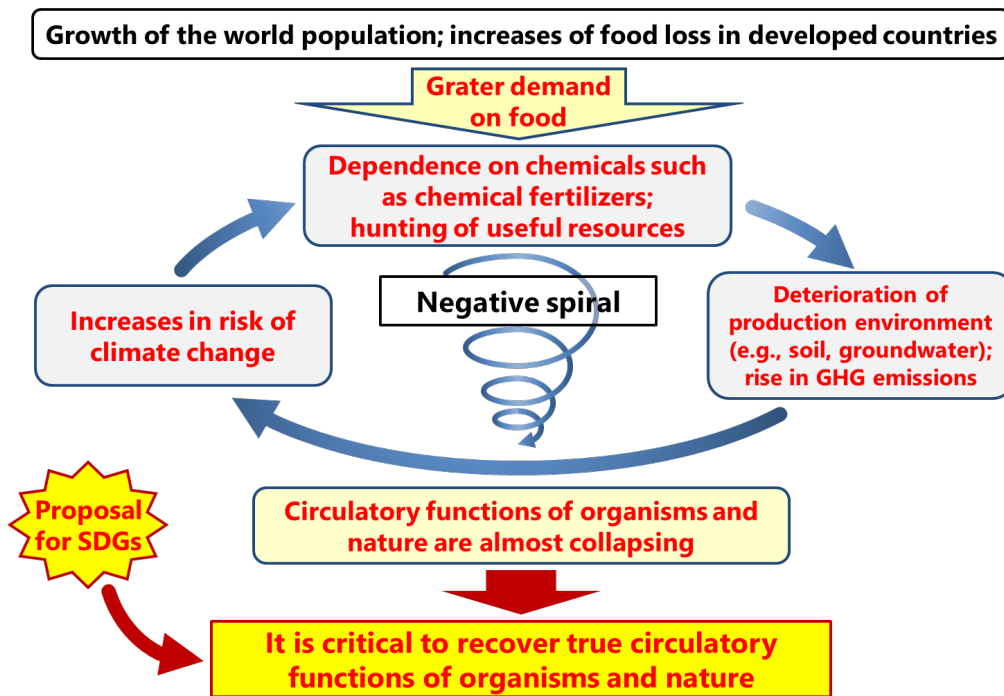 Growth of the world population; increases of food loss in developed countries
Grater demand
on food
Dependence on chemicals such
as chemical fertilizers;
hunting of useful resources
Negative spiral
Increases in risk of
climate change
Deterioration of
production environment
(e.g., soil, groundwater);
rise in GHG emissions
Proposal
for SDGs
Circulatory functions of organisms and
nature are almost collapsing
It is critical to recover true circulatory
functions of organisms and nature